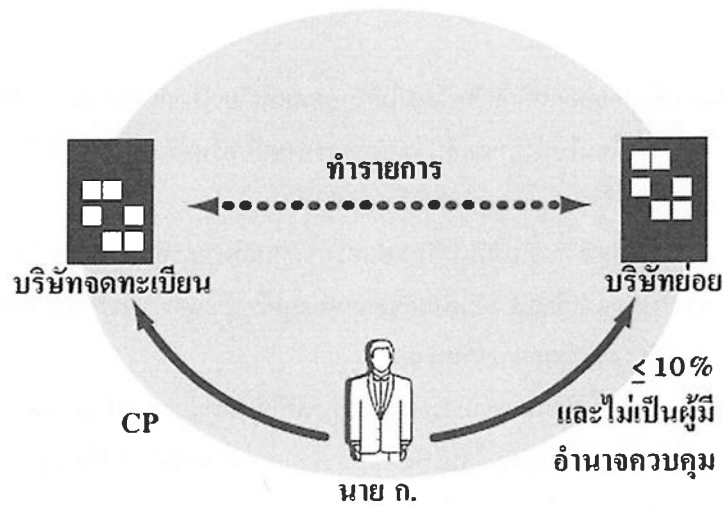 ทำรายการ
บริษัทจดทะเบียน
บริษัทย่อย
CP
≤ 10%
และไม่เป็นผู้มี
อำนาจควบคุม
นาย ก.